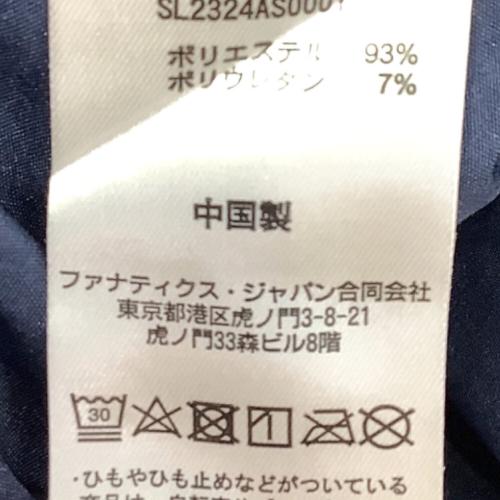 SL2324AS0001
ポリエステル 93%
ポリウレタン 7%
中国製
ファナティクス・ジャパン合同会社
東京都港区虎ノ門3-8-21
虎ノ門33森ビル8階
30
・ひもやひも止めなどがついている